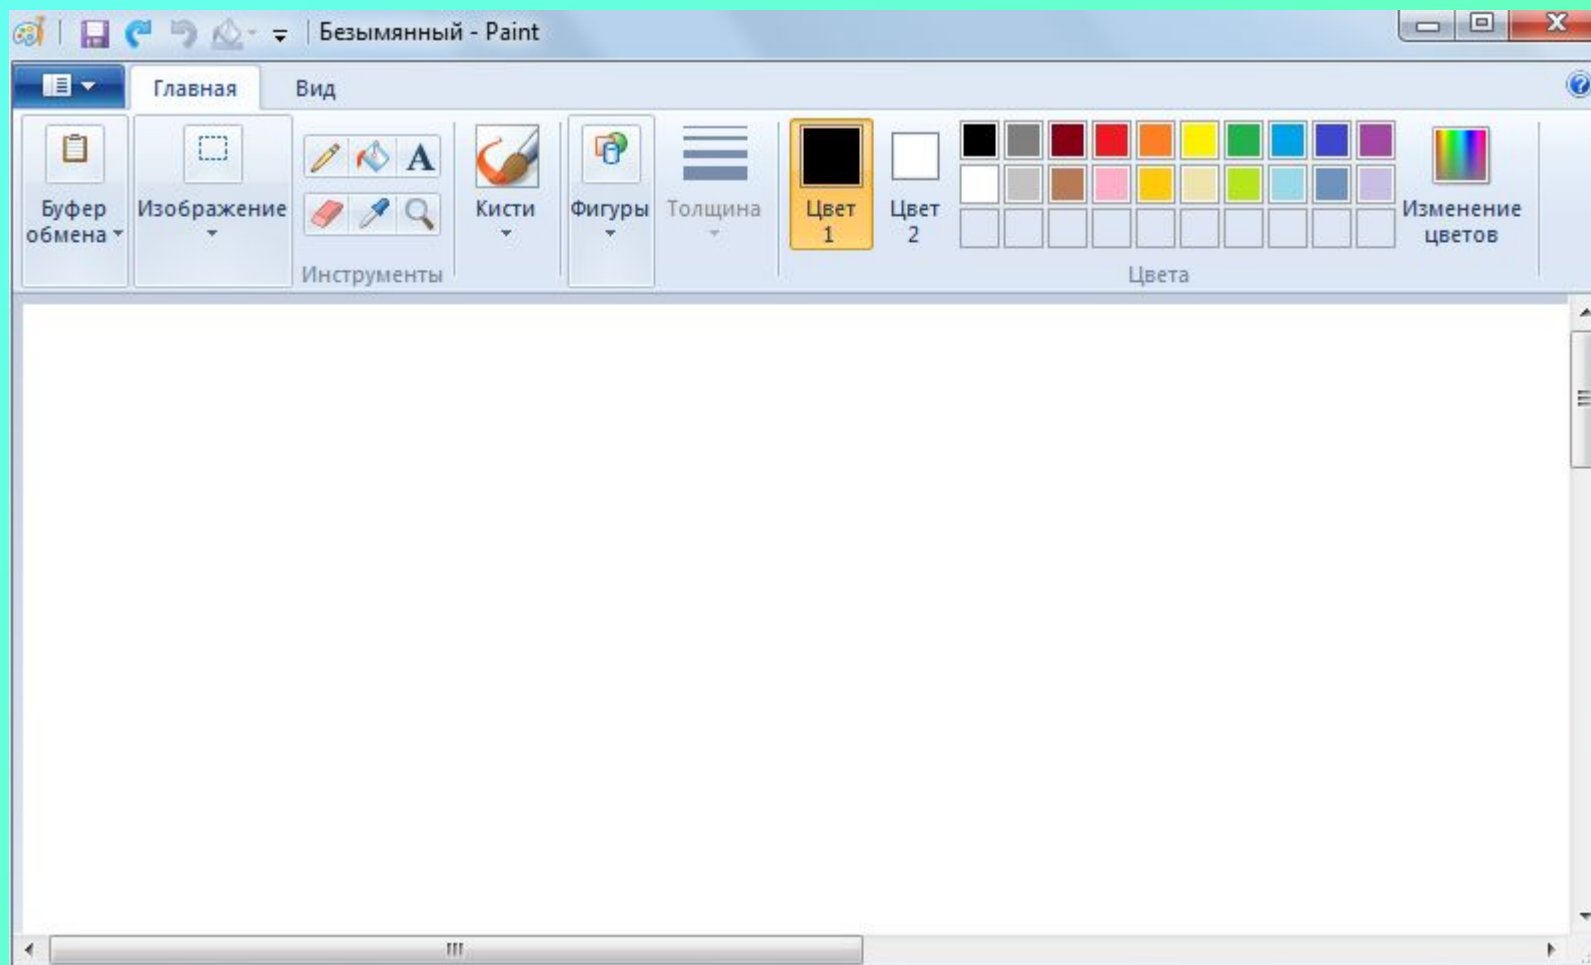 Безымянный - Paint
Главная Вид
A
Буфер
обмена
Изображение
Инструменты
Кисти
Фигуры
Толщина
Цвет
1
Цвет
2
Цвета
Изменение
цветов